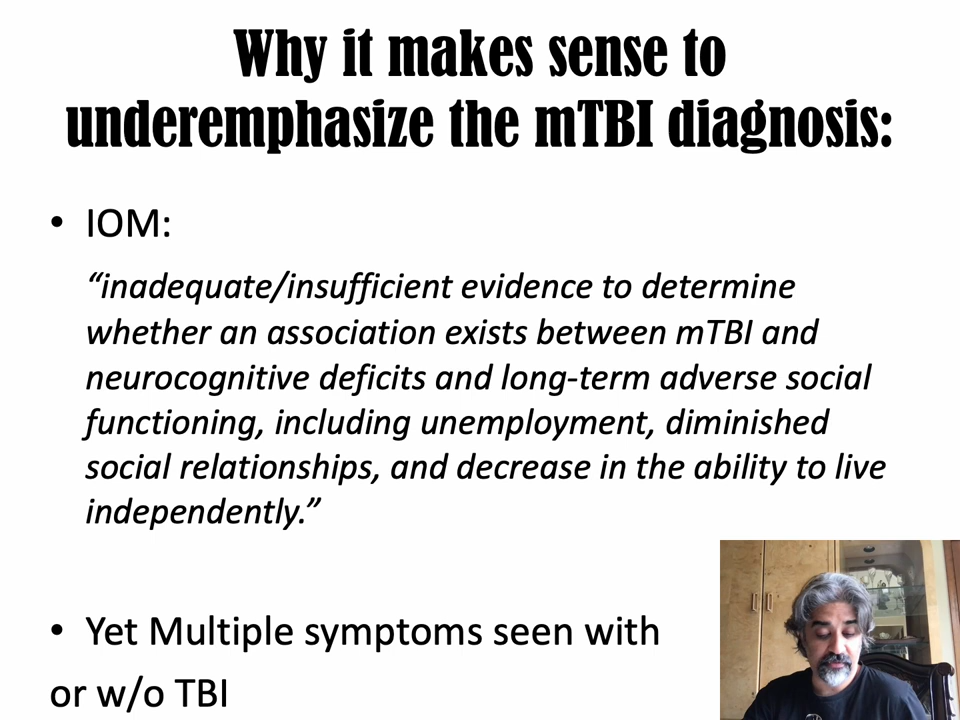 Why it makes sense to
underemphasize the mTBI diagnosis:
• IOM:
“inadequate/insufficient evidence to determine
whether an association exists between mTBI and
neurocognitive deficits and long-term adverse social
functioning, including unemployment, diminished
social relationships, and decrease in the ability to live
independently.”
• Yet Multiple symptoms seen with
or w/o TBI